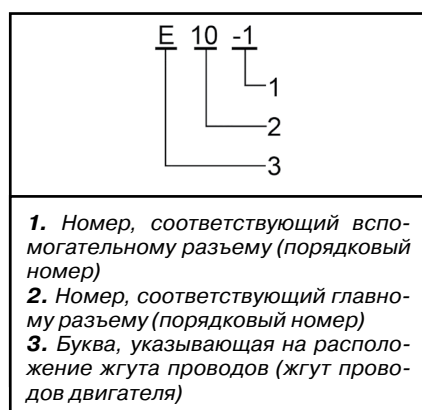 E 10 -1
1
2
3
1. Номер, соответствующий вспо-
могательному разъему (порядковый
номер)
2. Номер, соответствующий главно-
му разъему (порядковый номер)
3. Буква, указывающая на располо-
жение жгута проводов (жгут прово-
дов двигателя)